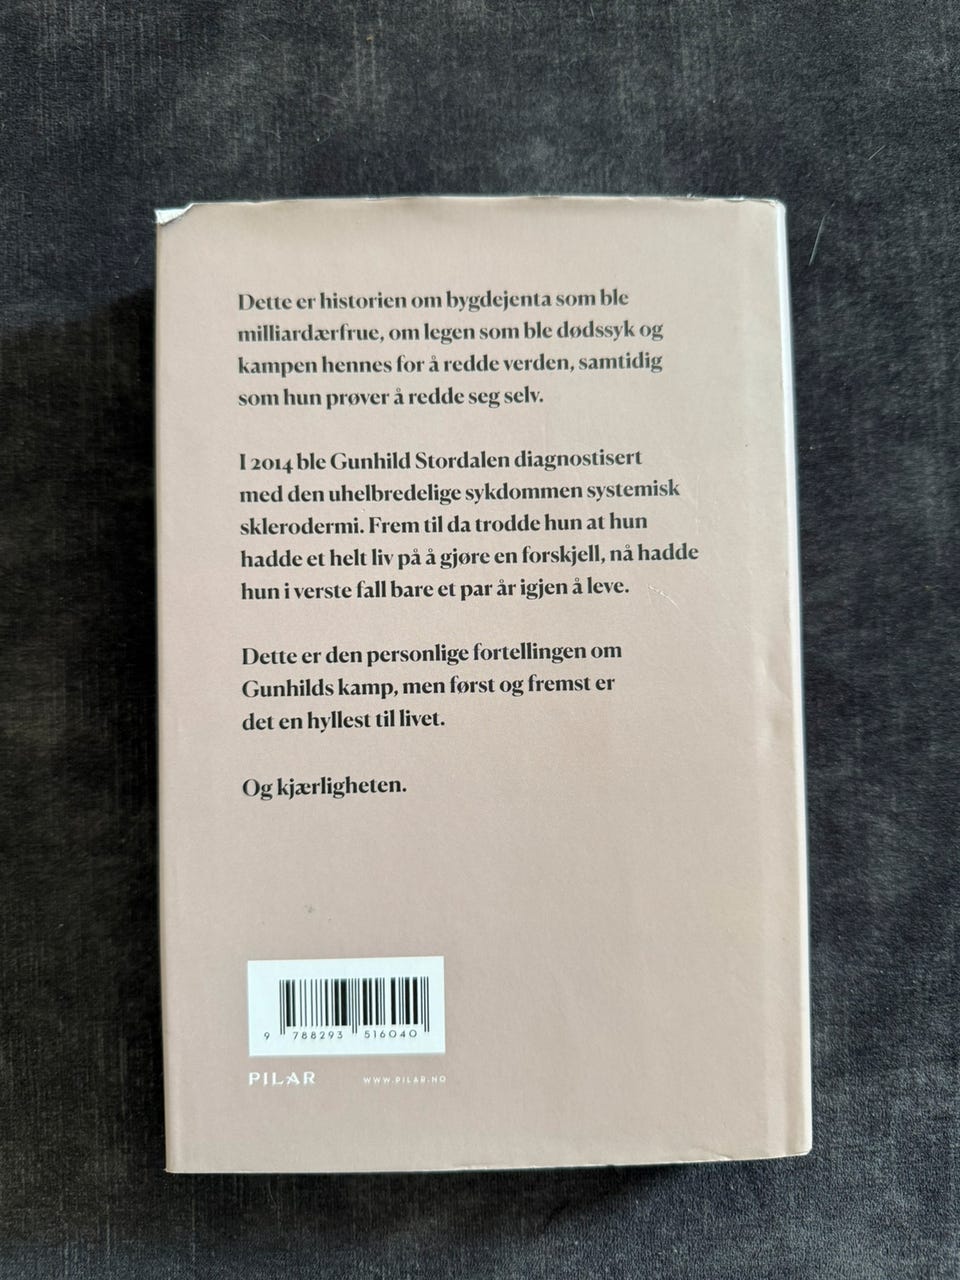 Dette er historien om bygdejenta som ble
milliardærfrue, om legen som ble dødssyk og
kampen hennes for å redde verden, samtidig
som hun prøver å redde seg selv.
I 2014 ble Gunhild Stordalen diagnostisert
med den uhelbredelige sykdommen systemisk
sklerodermi. Frem til da trodde hun at hun
hadde et helt liv på å gjøre en forskjell, nå hadde
hun i verste fall bare et par år igjen å leve.
Dette er den personlige fortellingen om
Gunhilds kamp, men først og fremst er
det en hyllest til livet.
Og kjærligheten.
9 788293 516040
PILAR WWW.PILAR.NO